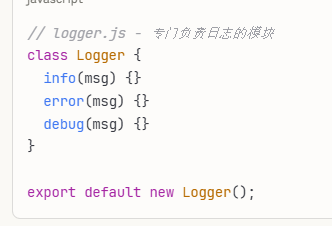 javascript
// logger.js - 专门负责日志的模块
class Logger {
  info(msg) {}
  error(msg) {}
  debug(msg) {}
}
export default new Logger();